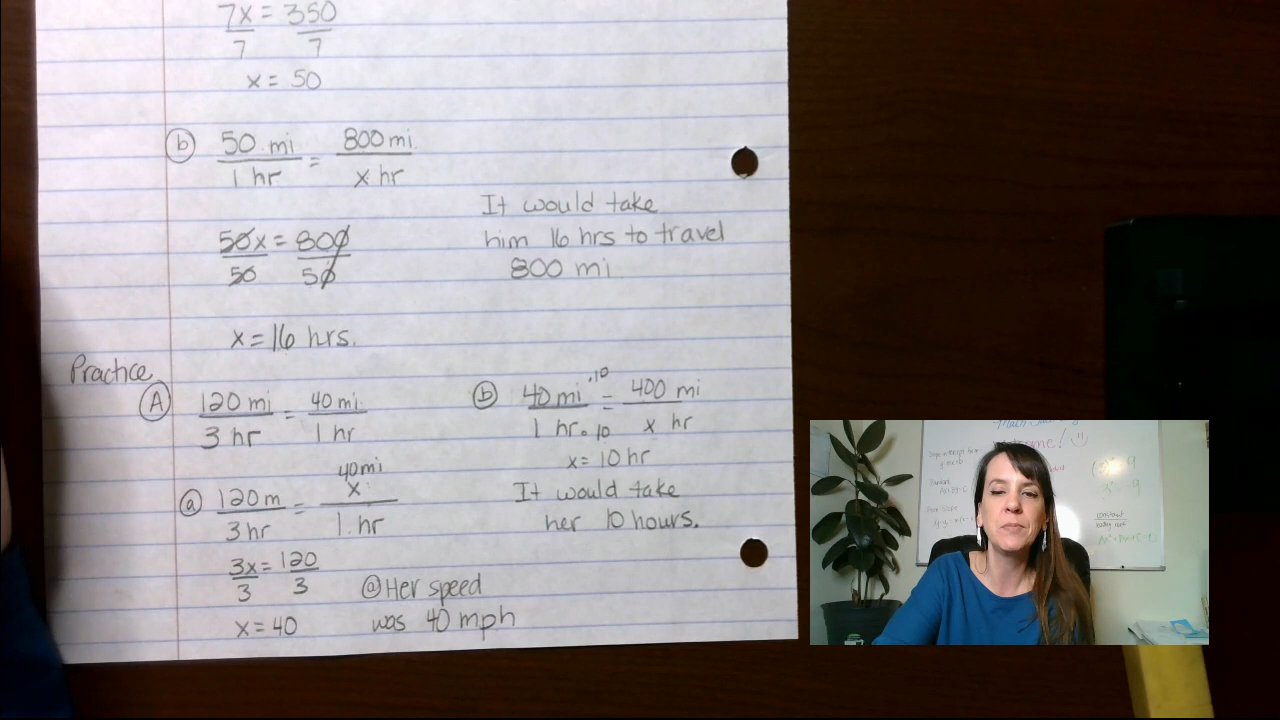 7x = 350
7 7
x = 50
b 50 mi = 800 mi.
1 hr x hr
50x = 800
50 50
x = 16 hrs.
It would take
him 16 hrs to travel
800 mi
Practice
A 120 mi = 40 mi
3 hr 1 hr
a 120 m = x 40 mi
3 hr 1 hr
3x = 120
3 3
x = 40
@ Her speed
was 40 mph
b 40 mi · 10 = 400 mi
1 hr · 10 x hr
x = 10 hr
It would take
her 10 hours.